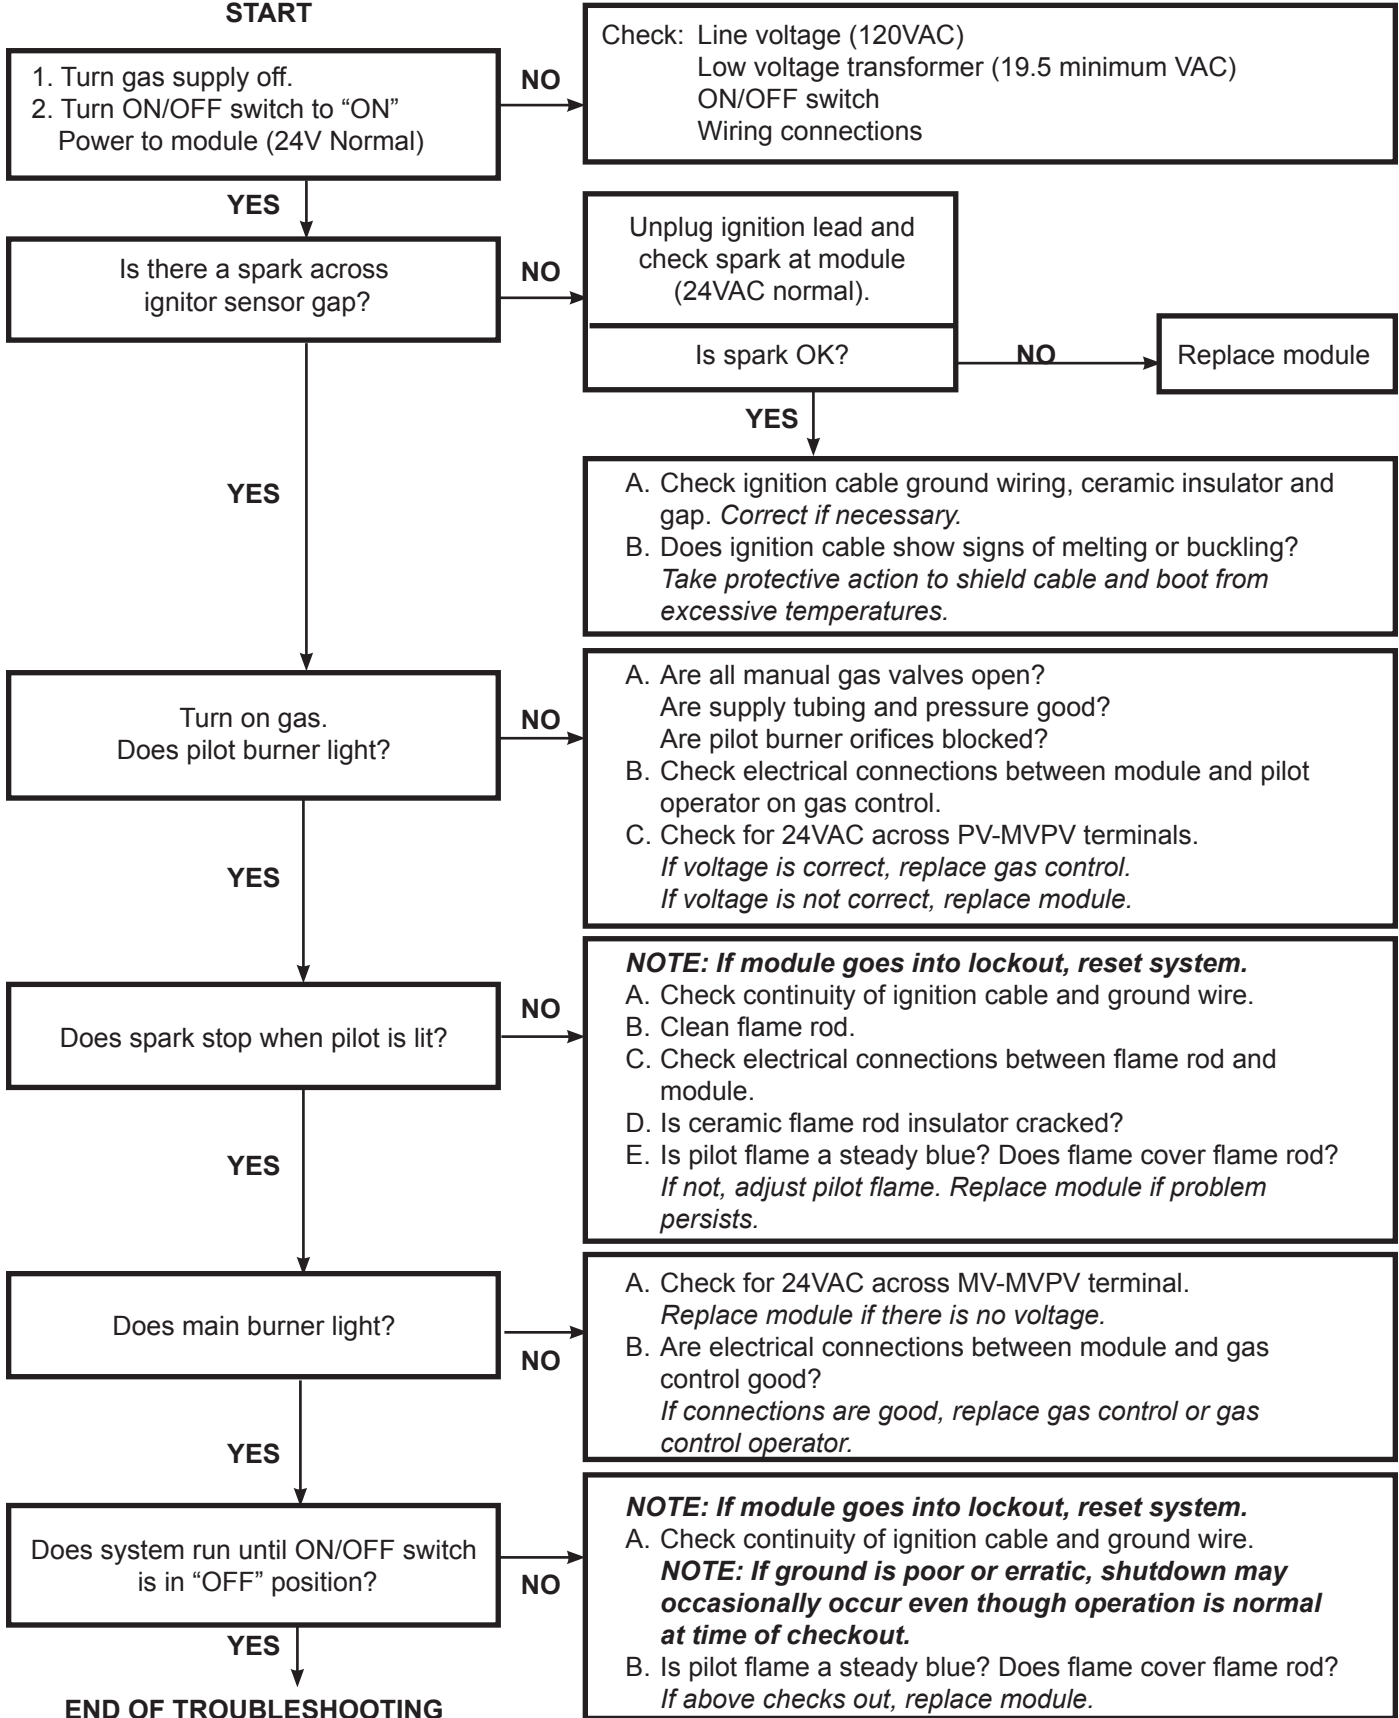 START
1. Turn gas supply off.
2. Turn ON/OFF switch to “ON”
Power to module (24V Normal)
NO
Check: Line voltage (120VAC)
Low voltage transformer (19.5 minimum VAC)
ON/OFF switch
Wiring connections
YES
Is there a spark across
ignitor sensor gap?
NO
Unplug ignition lead and
check spark at module
(24VAC normal).
Is spark OK?
NO
Replace module
YES
A. Check ignition cable ground wiring, ceramic insulator and
gap. Correct if necessary.
B. Does ignition cable show signs of melting or buckling?
Take protective action to shield cable and boot from
excessive temperatures.
YES
Turn on gas.
Does pilot burner light?
NO
A. Are all manual gas valves open?
Are supply tubing and pressure good?
Are pilot burner orifices blocked?
B. Check electrical connections between module and pilot
operator on gas control.
C. Check for 24VAC across PV-MVPV terminals.
If voltage is correct, replace gas control.
If voltage is not correct, replace module.
YES
Does spark stop when pilot is lit?
NO
NOTE: If module goes into lockout, reset system.
A. Check continuity of ignition cable and ground wire.
B. Clean flame rod.
C. Check electrical connections between flame rod and
module.
D. Is ceramic flame rod insulator cracked?
E. Is pilot flame a steady blue? Does flame cover flame rod?
If not, adjust pilot flame. Replace module if problem
persists.
YES
Does main burner light?
NO
A. Check for 24VAC across MV-MVPV terminal.
Replace module if there is no voltage.
B. Are electrical connections between module and gas
control good?
If connections are good, replace gas control or gas
control operator.
YES
Does system run until ON/OFF switch
is in “OFF” position?
NO
NOTE: If module goes into lockout, reset system.
A. Check continuity of ignition cable and ground wire.
NOTE: If ground is poor or erratic, shutdown may
occasionally occur even though operation is normal
at time of checkout.
B. Is pilot flame a steady blue? Does flame cover flame rod?
If above checks out, replace module.
YES
END OF TROUBLESHOOTING